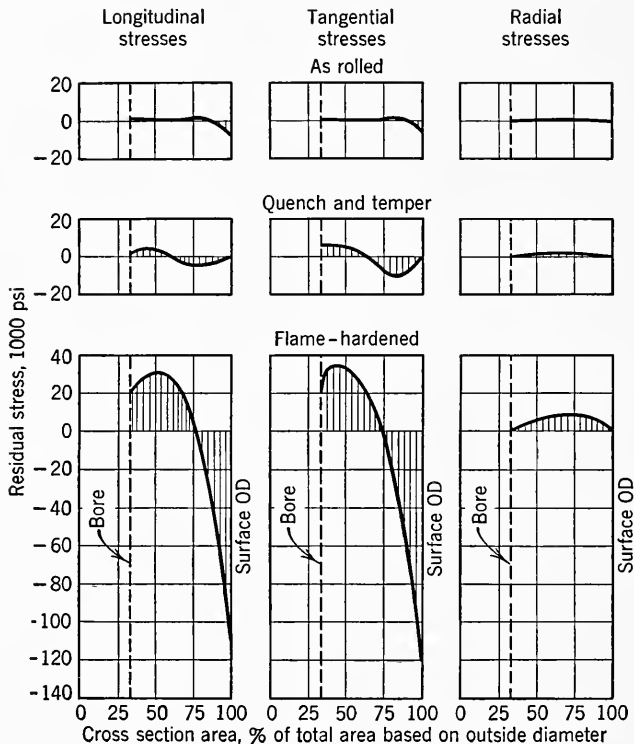 Longitudinal stresses
Tangential stresses
Radial stresses
As rolled
20
0
-20
Quench and temper
20
0
-20
Flame-hardened
40
20
0
-20
-40
-60
-80
-100
-120
-140
Residual stress, 1000 psi
Bore
Surface OD
Bore
Surface OD
Bore
Surface OD
0 25 50 75 100
0 25 50 75 100
0 25 50 75 100
Cross section area, % of total area based on outside diameter